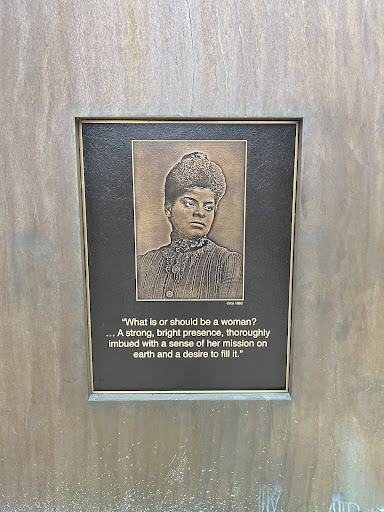 circa 1893
“What is or should be a woman?
... A strong, bright presence, thoroughly
imbued with a sense of her mission on
earth and a desire to fill it.”